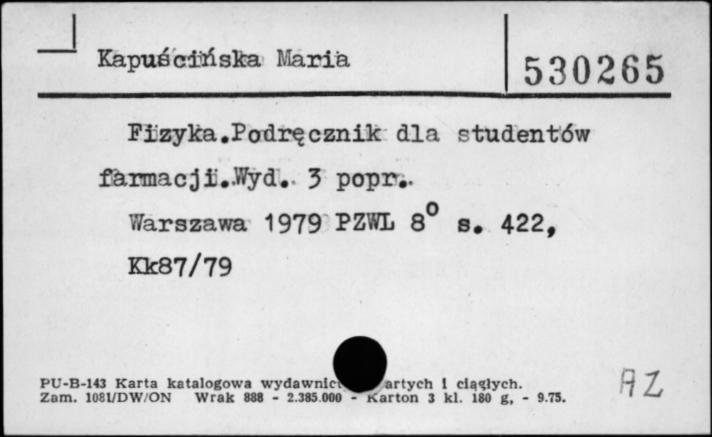 Kapuścińska Maria
530265
Fizyka.Podręcznik dla studentów
farmacji.Wyd. 3 popr.
Warszawa 1979 PZWL 8° s. 422,
Kk87/79
PU-B-143 Karta katalogowa wydawnict artych i ciągłych.
Zam. 1081/DW/ON Wrak 888 - 2.385.000 - Karton 3 kl. 180 g, - 9.75.
AZ